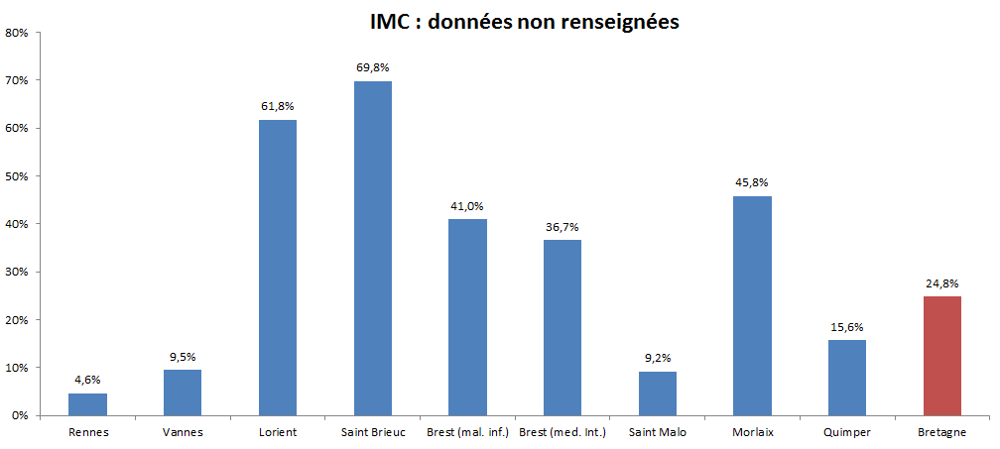 IMC : données non renseignées
80%
70%
60%
50%
40%
30%
20%
10%
0%
4,6%
9,5%
61,8%
69,8%
41,0%
36,7%
9,2%
45,8%
15,6%
24,8%
Rennes
Vannes
Lorient
Saint Brieuc
Brest (mal. inf.)
Brest (med. Int.)
Saint Malo
Morlaix
Quimper
Bretagne